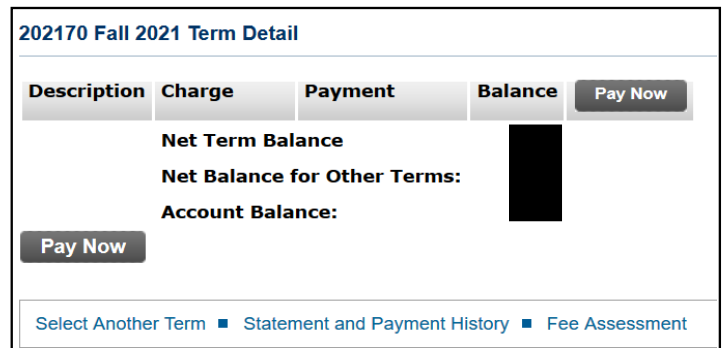 202170 Fall 2021 Term Detail
Description Charge Payment Balance Pay Now
Net Term Balance
Net Balance for Other Terms:
Account Balance:
Pay Now
Select Another Term ■ Statement and Payment History ■ Fee Assessment